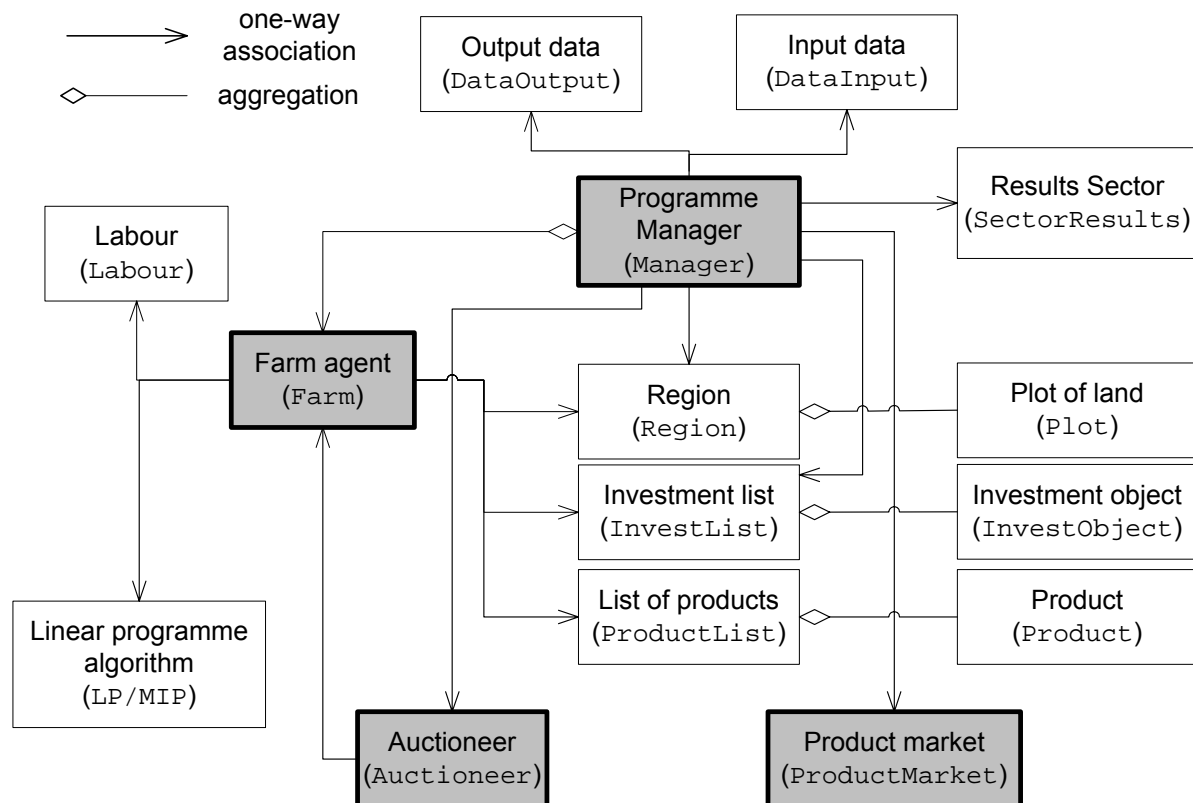 one-way
association
aggregation
Output data
(DataOutput)
Input data
(DataInput)
Programme
Manager
(Manager)
Results Sector
(SectorResults)
Labour
(Labour)
Farm agent
(Farm)
Region
(Region)
Plot of land
(Plot)
Investment list
(InvestList)
Investment object
(InvestObject)
List of products
(ProductList)
Product
(Product)
Linear programme
algorithm
(LP/MIP)
Auctioneer
(Auctioneer)
Product market
(ProductMarket)